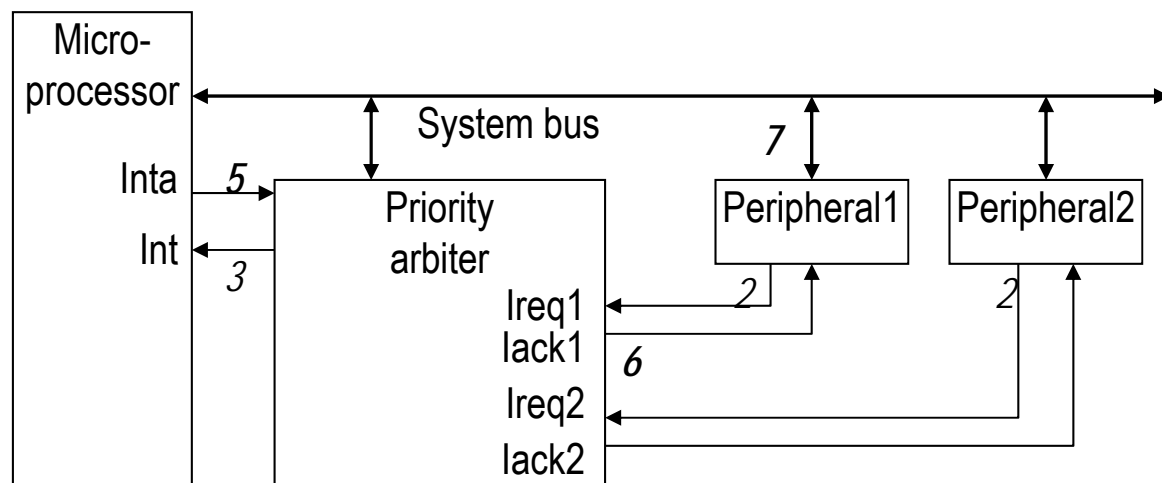 Micro-
processor
System bus
7
Inta
5
Priority
arbiter
Peripheral1
Peripheral2
Int
3
2
2
Ireq1
Iack1
6
Ireq2
Iack2